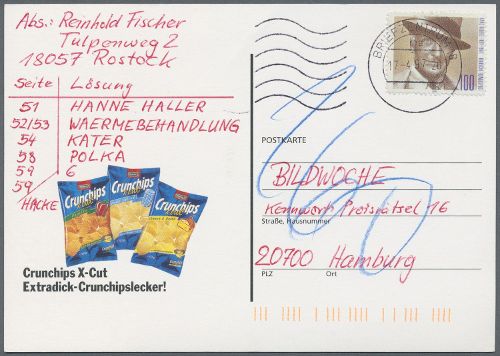 Abs.: Reinhold Fischer
Tulpenweg 2
18057 Rostock
Seite Lösung
51 HANNE HALLER
52/53 WAERMEBEHANDLUNG
54 KATER
58 POLKA
59 6
59
HACKE
Crunchips
Crunchips
Crunchips
Crunchips X-Cut
Extradick-Crunchipslecker!
BRIEFZENTRUM
100
POSTKARTE
BILDWOCHE
Kennwort Preisrätsel 16
Straße, Hausnummer
20700 Hamburg
PLZ Ort